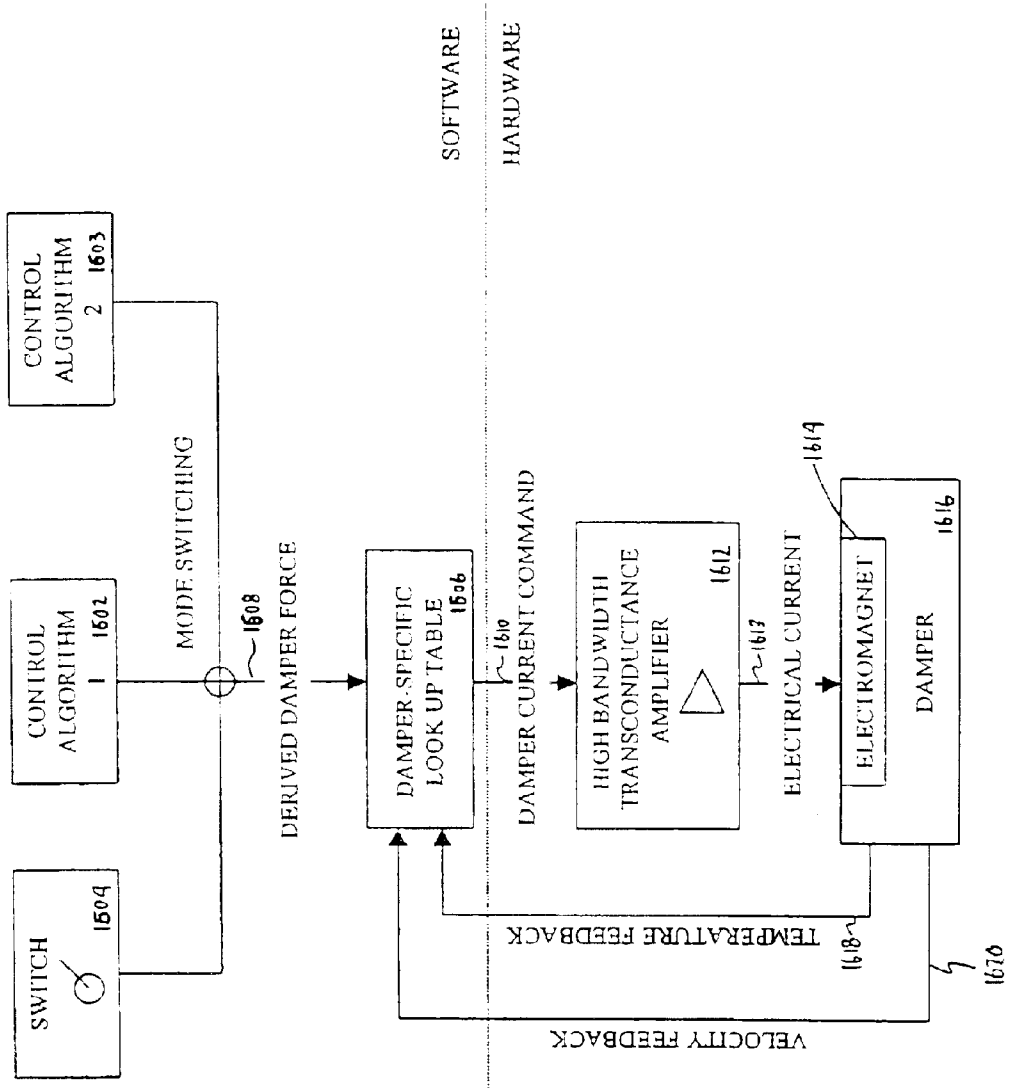 SWITCH
1504
CONTROL
ALGORITHM
1
1602
CONTROL
ALGORITHM
2
1603
MODE SWITCHING
1608
DERIVED DAMPER FORCE
DAMPER-SPECIFIC
LOOK UP TABLE
1506
SOFTWARE
HARDWARE
1610
DAMPER CURRENT COMMAND
HIGH BANDWIDTH
TRANSCONDUCTANCE
AMPLIFIER
1612
1613
ELECTRICAL CURRENT
1614
ELECTROMAGNET
DAMPER
1616
TEMPERATURE FEEDBACK
1618
VELOCITY FEEDBACK
1620